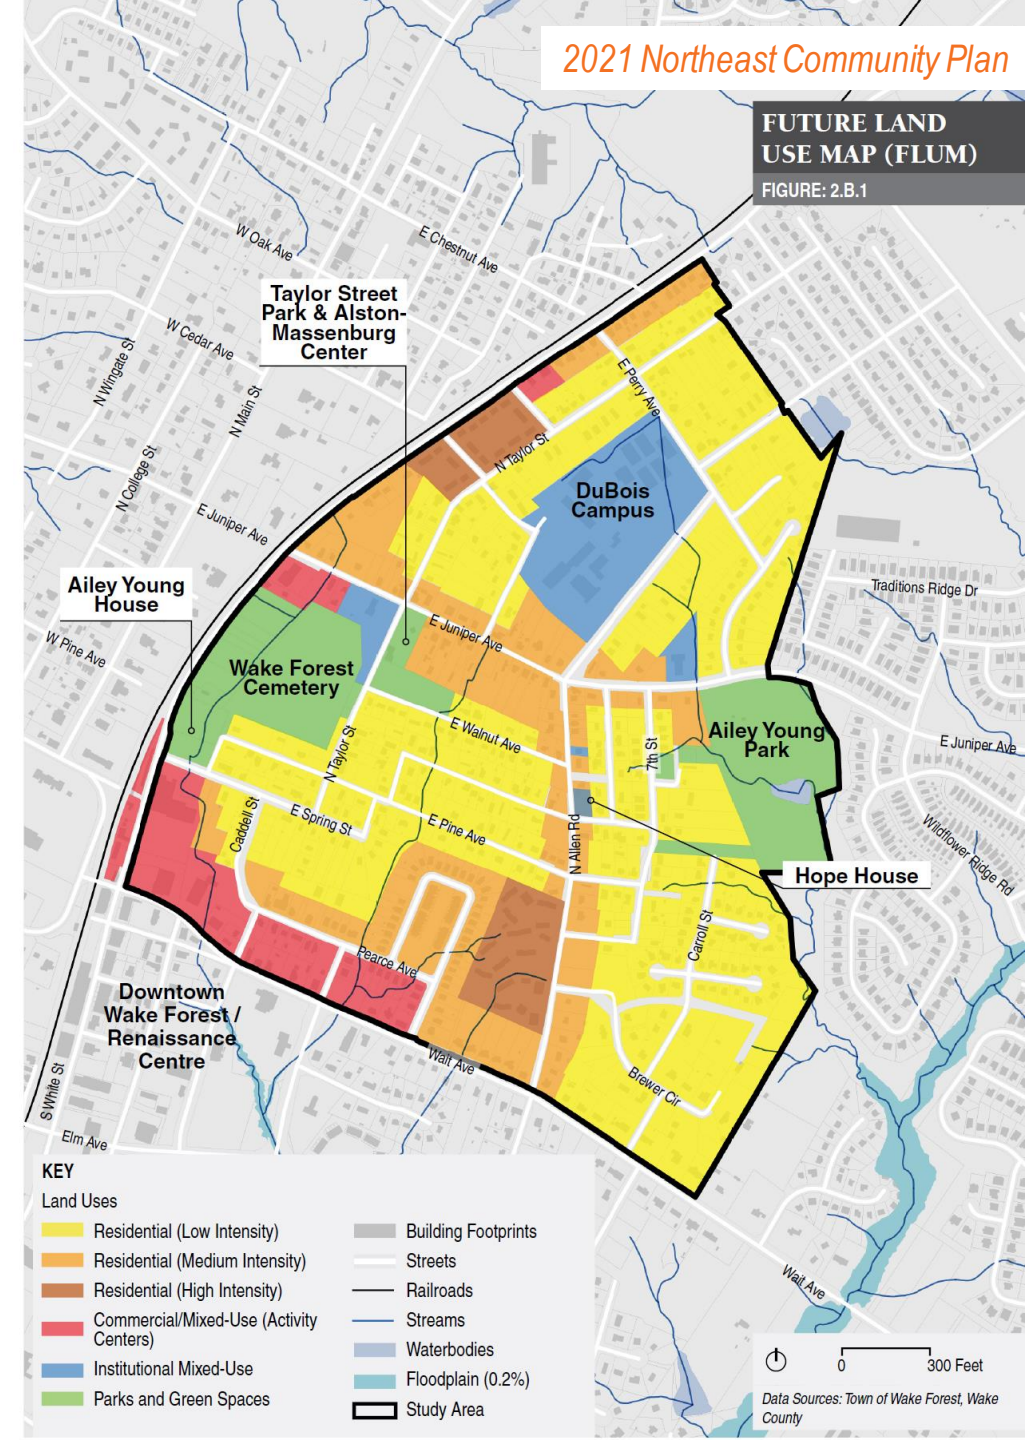 2021 Northeast Community Plan
FUTURE LAND
USE MAP (FLUM)
FIGURE: 2.B.1
W Oak Ave
E Chestnut Ave
Taylor Street
Park & Alston-
Massenburg
Center
W Cedar Ave
N Wingate St
N Main St
E Perry Ave
N College St
N Taylor St
DuBois
Campus
E Juniper Ave
Ailey Young
House
Traditions Ridge Dr
W Pine Ave
E Juniper Ave
Wake Forest
Cemetery
E Walnut Ave
Ailey Young
Park
E Juniper Ave
N Taylor St
7th St
Caddell St
E Spring St
E Pine Ave
N Allen Rd
Wildflower Ridge Rd
Hope House
Carroll St
Pearce Ave
Downtown
Wake Forest /
Renaissance
Centre
Wait Ave
S White St
Brewer Cir
Elm Ave
Wait Ave
KEY
Land Uses
Residential (Low Intensity)
Residential (Medium Intensity)
Residential (High Intensity)
Commercial/Mixed-Use (Activity
Centers)
Institutional Mixed-Use
Parks and Green Spaces
Building Footprints
Streets
Railroads
Streams
Waterbodies
Floodplain (0.2%)
Study Area
0
300 Feet
Data Sources: Town of Wake Forest, Wake
County